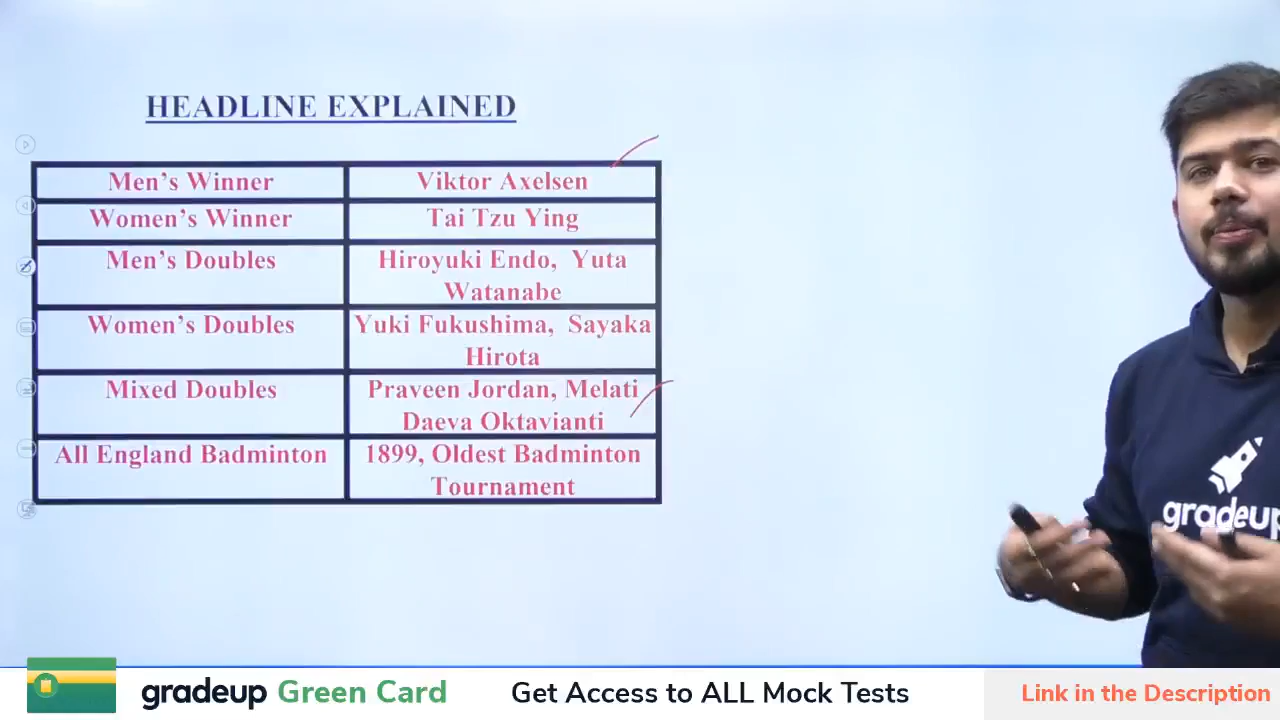 HEADLINE EXPLAINED
Men's Winner
Viktor Axelsen
Women's Winner
Tai Tzu Ying
Men's Doubles
Hiroyuki Endo, Yuta
Watanabe
Women's Doubles
Yuki Fukushima, Sayaka
Hirota
Mixed Doubles
Praveen Jordan, Melati
Daeva Oktavianti
All England Badminton
1899, Oldest Badminton
Tournament
gradeup
gradeup Green Card
Get Access to ALL Mock Tests
Link in the Description